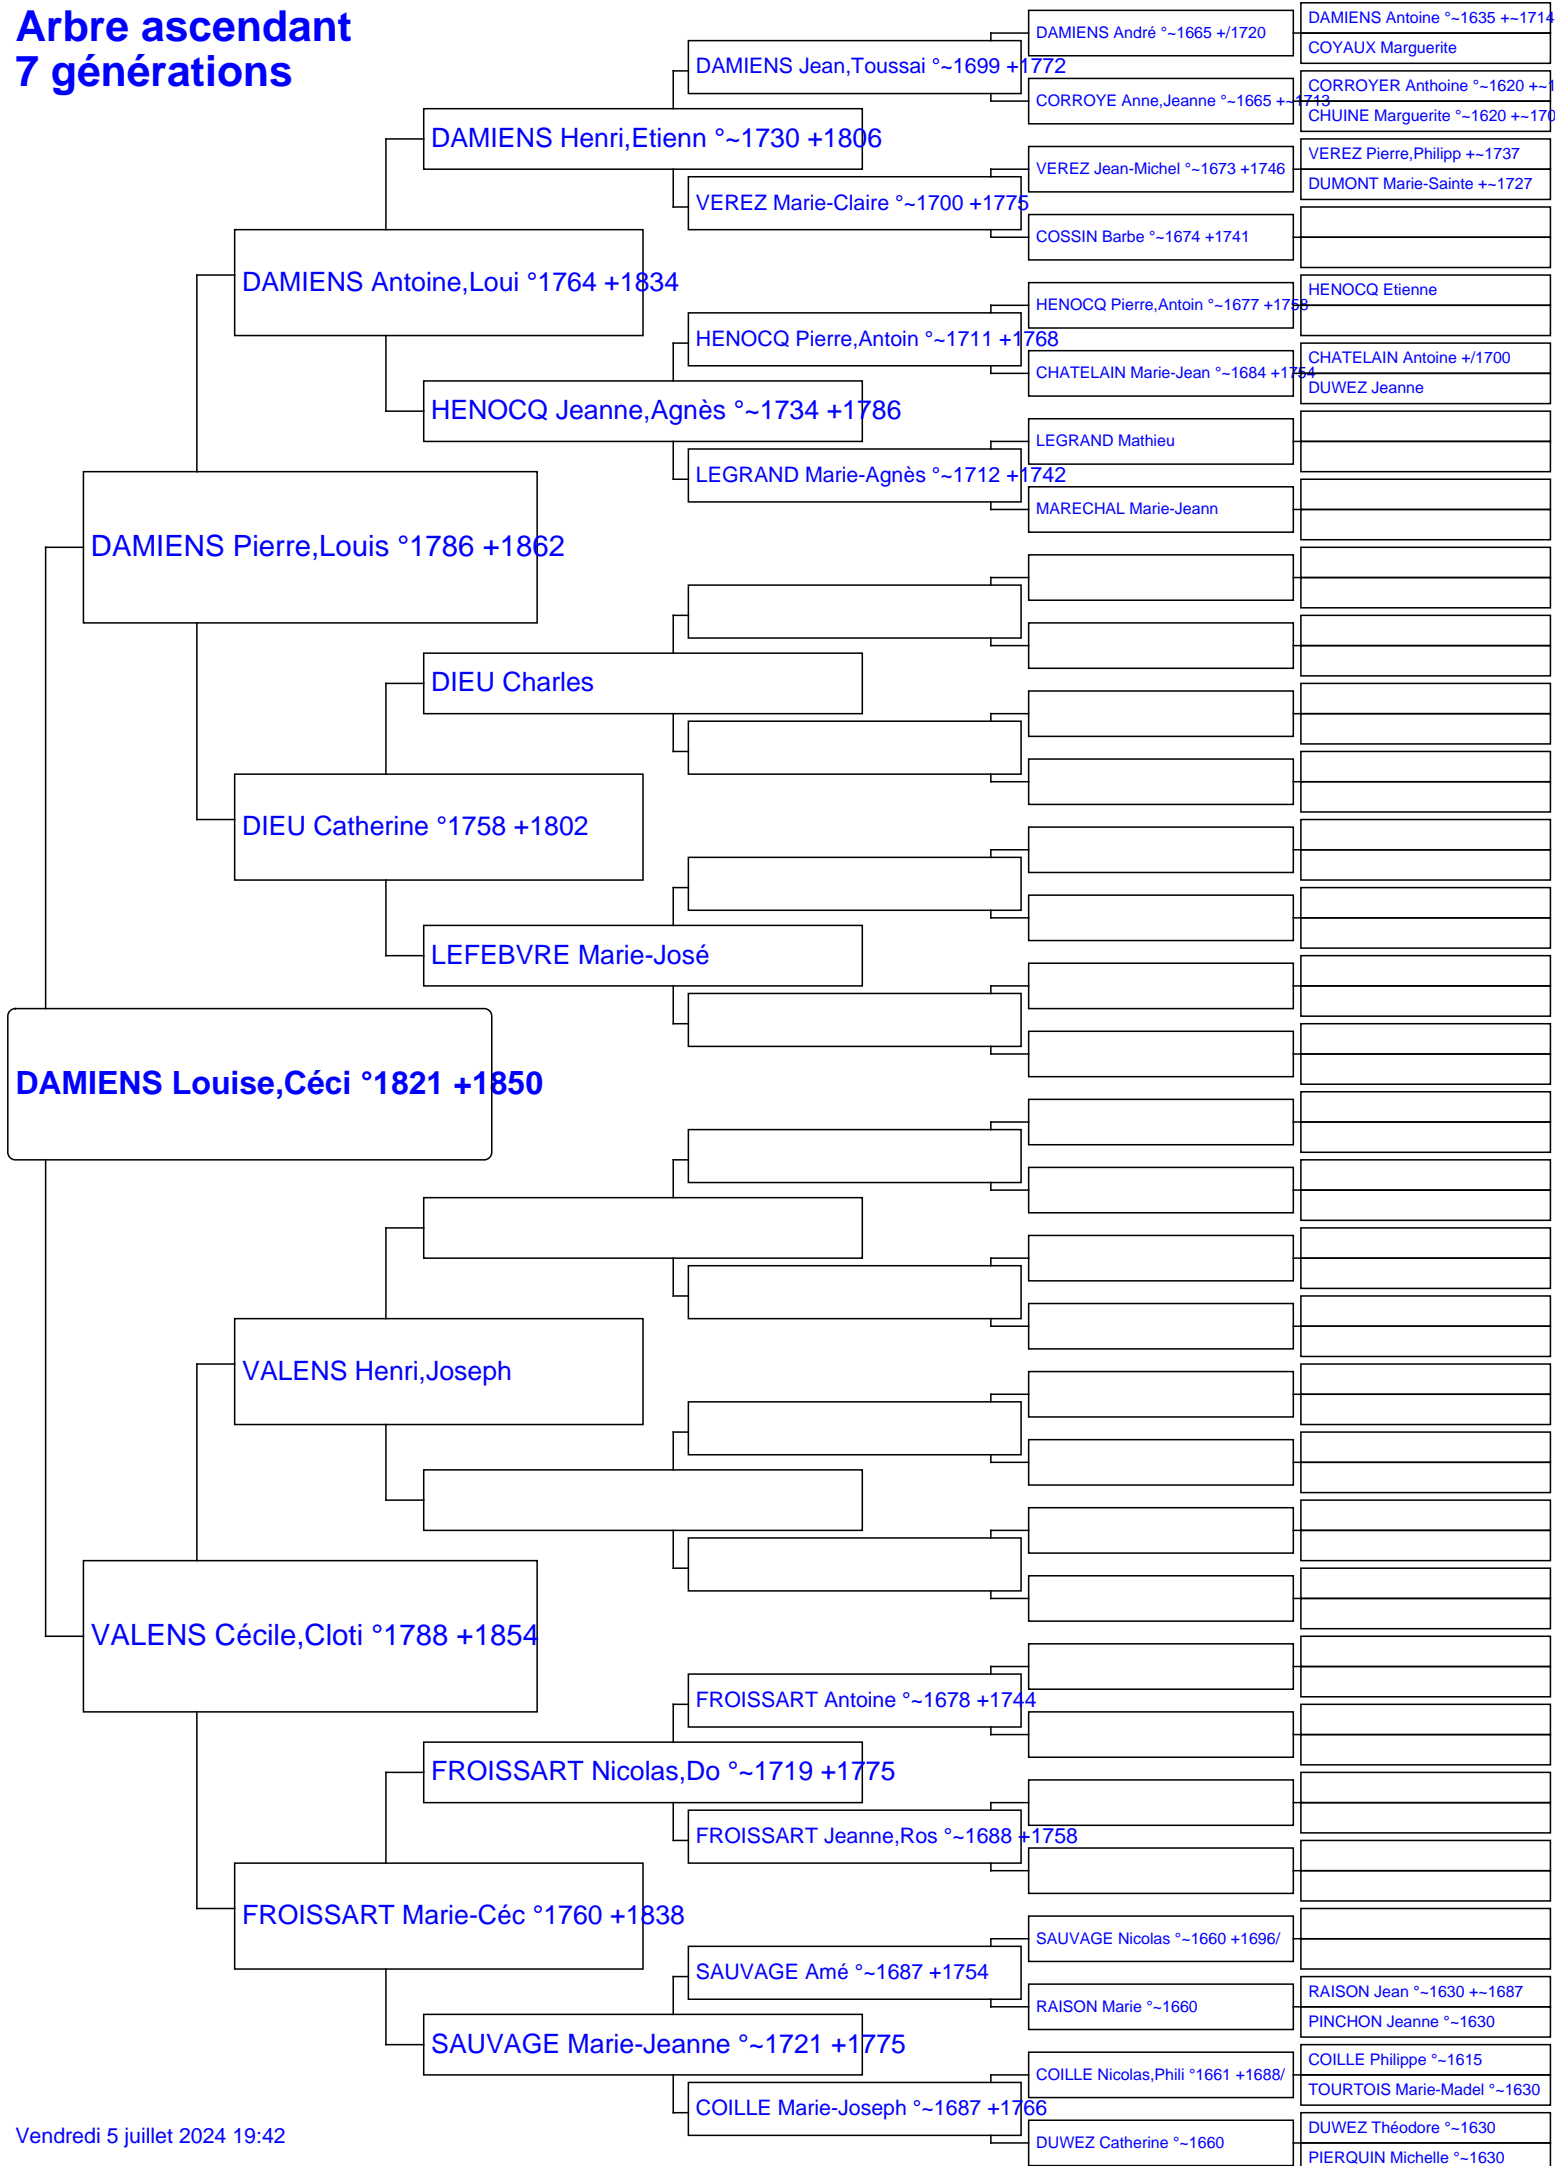 Arbre ascendant
7 générations
DAMIENS Antoine °~1635 +~1714
DAMIENS André °~1665 +/1720
COYAUX Marguerite
DAMIENS Jean,Toussai °~1699 +1772
CORROYER Anthoine °~1620 +~1
CORROYE Anne,Jeanne °~1665 +~1713
CHUINE Marguerite °~1620 +~170
DAMIENS Henri,Etienn °~1730 +1806
VEREZ Pierre,Philipp +~1737
VEREZ Jean-Michel °~1673 +1746
DUMONT Marie-Sainte +~1727
VEREZ Marie-Claire °~1700 +1775
COSSIN Barbe °~1674 +1741
DAMIENS Antoine,Loui °1764 +1834
HENOCQ Etienne
HENOCQ Pierre,Antoin °~1677 +1758
HENOCQ Pierre,Antoin °~1711 +1768
CHATELAIN Antoine +/1700
CHATELAIN Marie-Jean °~1684 +1754
DUWEZ Jeanne
HENOCQ Jeanne,Agnès °~1734 +1786
LEGRAND Mathieu
LEGRAND Marie-Agnès °~1712 +1742
MARECHAL Marie-Jeann
DAMIENS Pierre,Louis °1786 +1862
DIEU Charles
DIEU Catherine °1758 +1802
LEFEBVRE Marie-José
DAMIENS Louise,Céci °1821 +1850
VALENS Henri,Joseph
VALENS Cécile,Cloti °1788 +1854
FROISSART Antoine °~1678 +1744
FROISSART Nicolas,Do °~1719 +1775
FROISSART Jeanne,Ros °~1688 +1758
FROISSART Marie-Céc °1760 +1838
SAUVAGE Nicolas °~1660 +1696/
SAUVAGE Amé °~1687 +1754
RAISON Jean °~1630 +~1687
RAISON Marie °~1660
PINCHON Jeanne °~1630
SAUVAGE Marie-Jeanne °~1721 +1775
COILLE Philippe °~1615
COILLE Nicolas,Phili °1661 +1688/
TOURTOIS Marie-Madel °~1630
COILLE Marie-Joseph °~1687 +1766
DUWEZ Théodore °~1630
DUWEZ Catherine °~1660
PIERQUIN Michelle °~1630
Vendredi 5 juillet 2024 19:42